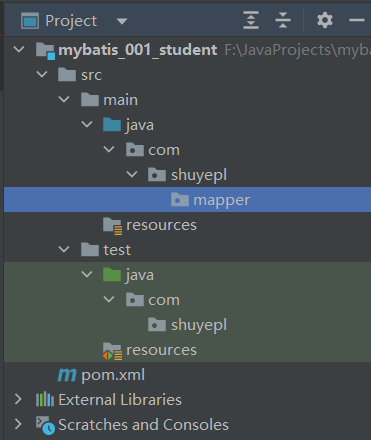 Project
mybatis_001_student F:\JavaProjects\myba
src
main
java
com
shuyepl
mapper
resources
test
java
com
shuyepl
resources
m pom.xml
External Libraries
Scratches and Consoles